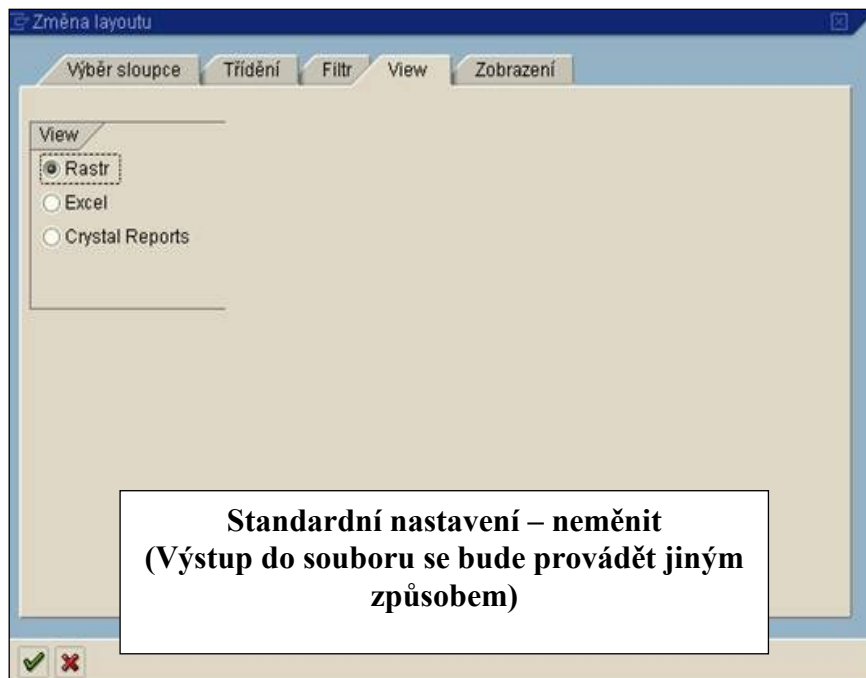 Změna layoutu
Výběr sloupce Třídění Filtr View Zobrazení
View
Rastr
Excel
Crystal Reports
Standardní nastavení – neměnit
(Výstup do souboru se bude provádět jiným
způsobem)